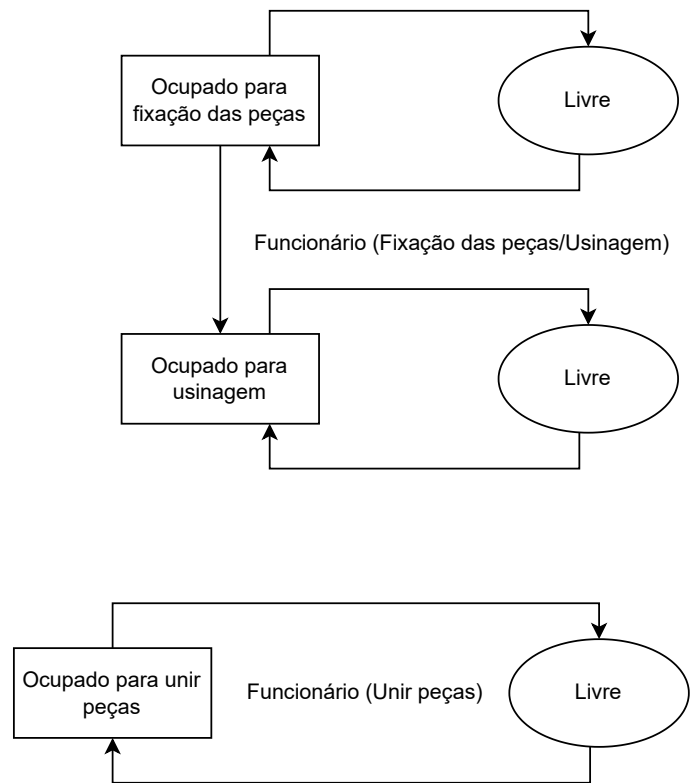 Ocupado para
fixação das peças
Livre
Funcionário (Fixação das peças/Usinagem)
Ocupado para
usinagem
Livre
Ocupado para unir
peças
Funcionário (Unir peças)
Livre